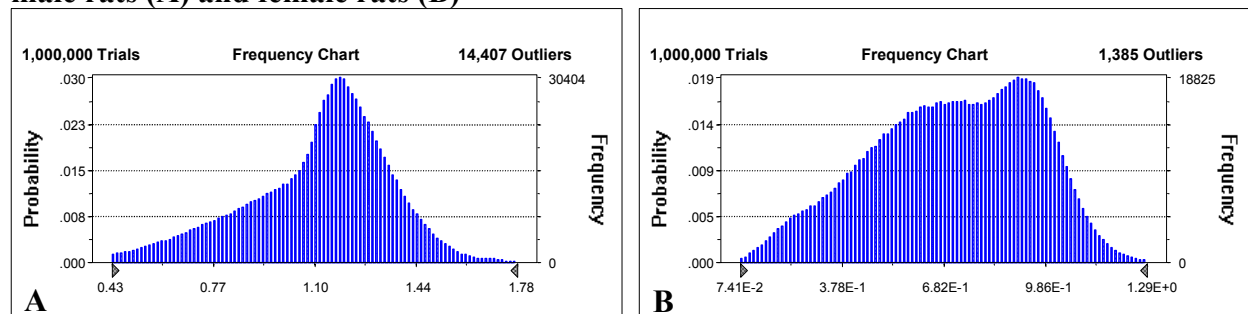 male rats (A) and female rats (B)
1,000,000 Trials Frequency Chart 14,407 Outliers
.030 30404
.023
.015
.008
.000 0
Probability
Frequency
0.43 0.77 1.10 1.44 1.78
A
1,000,000 Trials Frequency Chart 1,385 Outliers
.019 18825
.014
.009
.005
.000 0
Probability
Frequency
7.41E-2 3.78E-1 6.82E-1 9.86E-1 1.29E+0
B